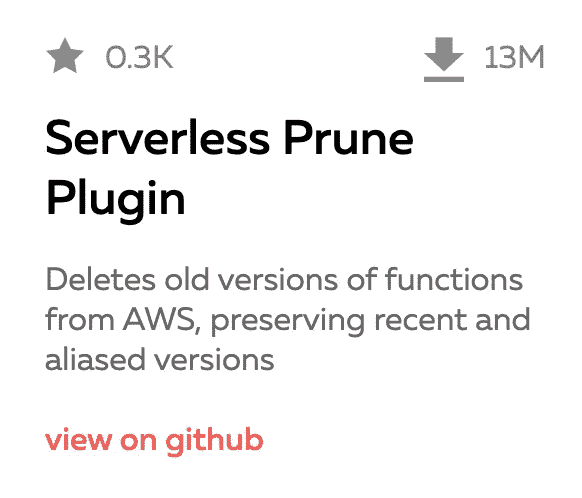 0.3K 13M
Serverless Prune
Plugin
Deletes old versions of functions
from AWS, preserving recent and
aliased versions
view on github